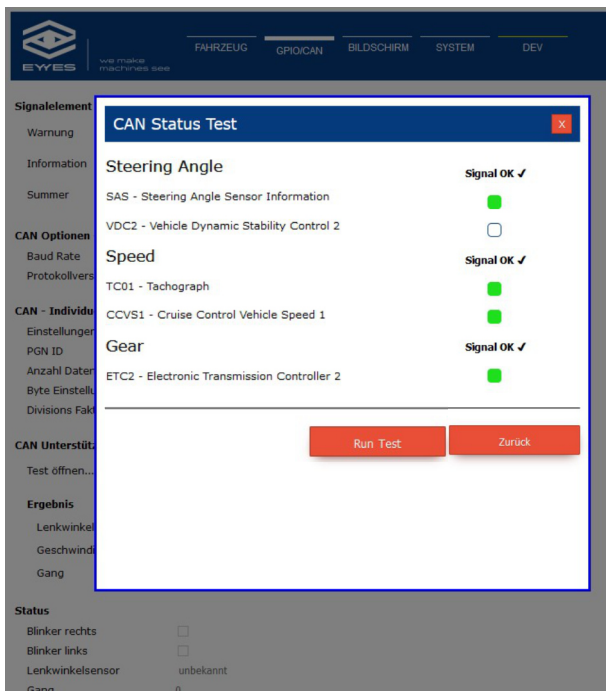 EYYES
we make
machines see
FAHRZEUG GPIO/CAN BILDSCHIRM SYSTEM DEV
Signalelement
Warnung
Information
Summer
CAN Optionen
Baud Rate
Protokollvers
CAN - Individu
Einstellungen
PGN ID
Anzahl Daten
Byte Einstellu
Divisions Fakt
CAN Unterstütz
Test öffnen...
Ergebnis
Lenkwinkel
Geschwindi
Gang
CAN Status Test X
Steering Angle Signal OK ✓
SAS - Steering Angle Sensor Information
VDC2 - Vehicle Dynamic Stability Control 2
Speed Signal OK ✓
TC01 - Tachograph
CCVS1 - Cruise Control Vehicle Speed 1
Gear Signal OK ✓
ETC2 - Electronic Transmission Controller 2
Run Test Zurück
Status
Blinker rechts
Blinker links
Lenkwinkelsensor unbekannt
Gang 0